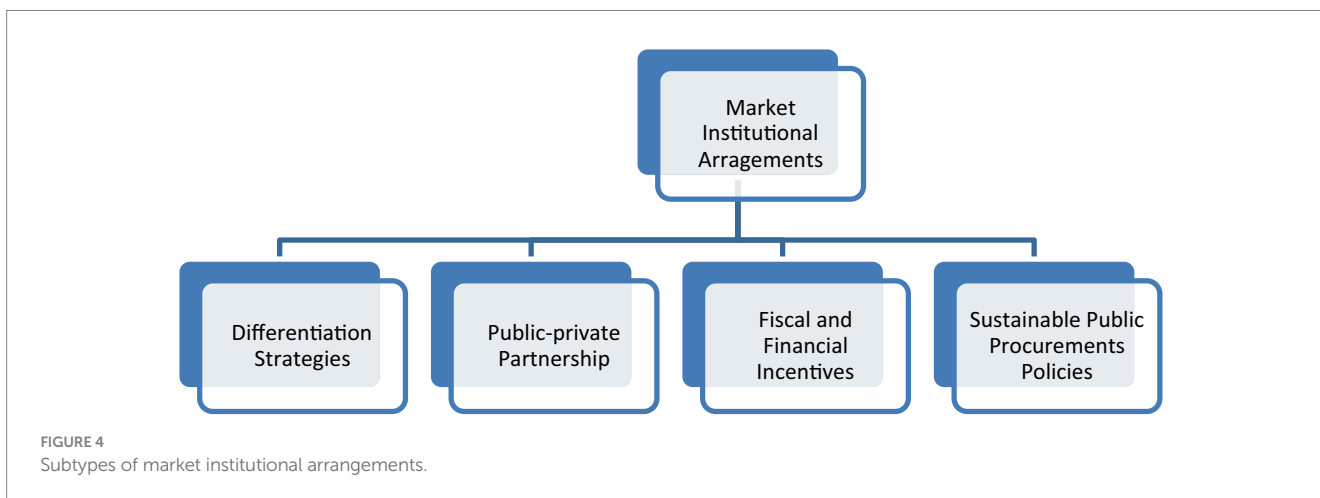 Market
Institutional
Arragements
Differentiation
Strategies
Public-private
Partnership
Fiscal and
Financial
Incentives
Sustainable Public
Procurements
Policies
FIGURE 4
Subtypes of market institutional arrangements.